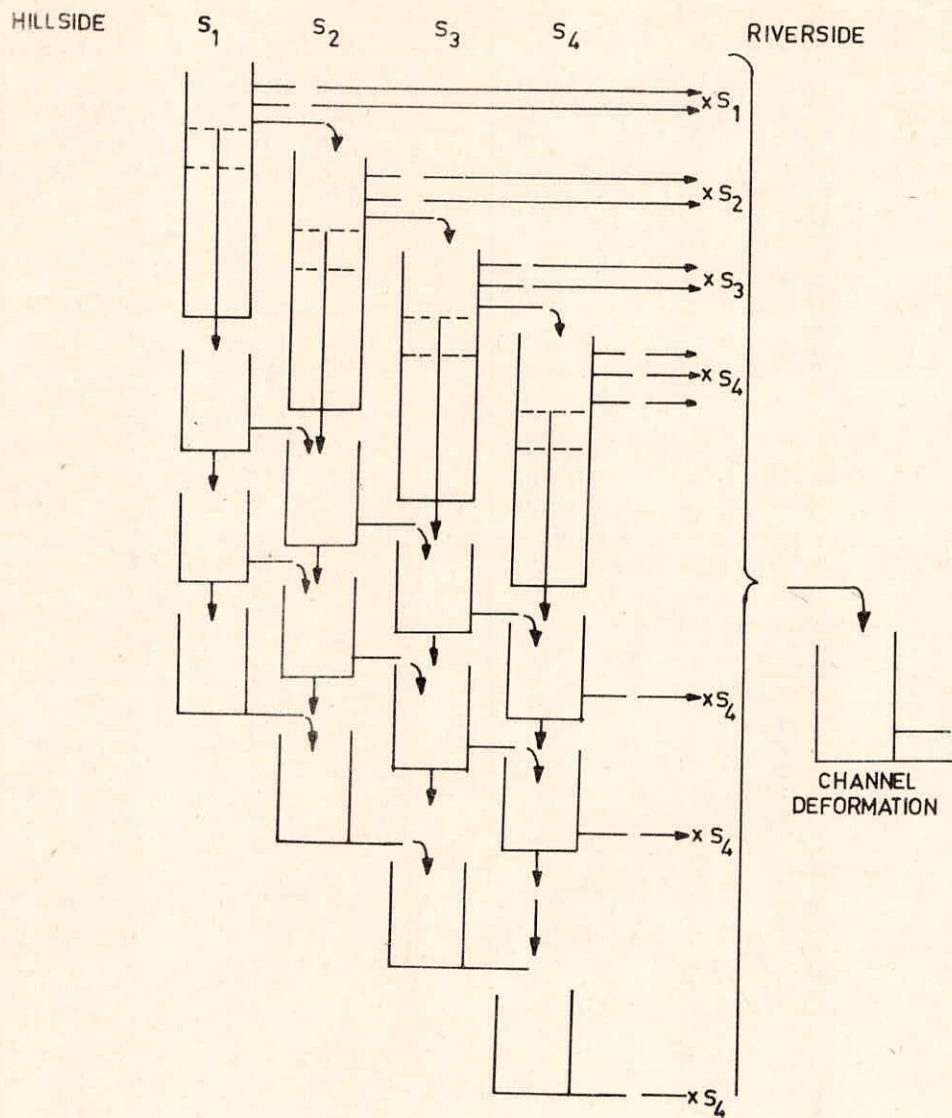 HILLSIDE S₁ S₂ S₃ S₄ RIVERSIDE
x S₁
x S₂
x S₃
x S₄
x S₄
CHANNEL
DEFORMATION
x S₄
x S₄